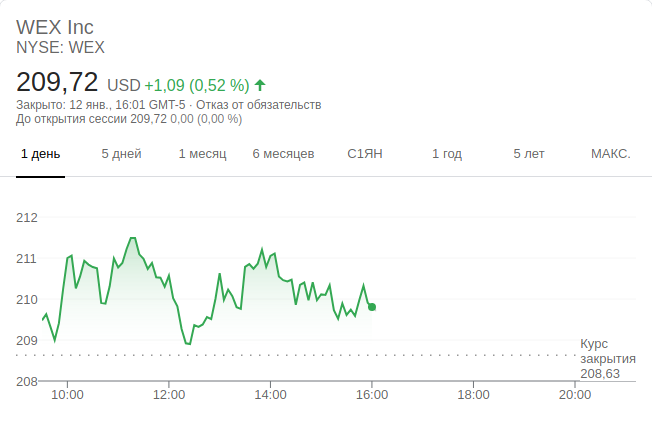 WEX Inc
NYSE: WEX
209,72 USD +1,09 (0,52 %)
Закрыто: 12 янв., 16:01 GMT-5 · Отказ от обязательств
До открытия сессии 209,72 0,00 (0,00 %)
1 день 5 дней 1 месяц 6 месяцев С1ЯН 1 год 5 лет МАКС.
212
211
210
209
208
Курс
закрытия
208,63
10:00 12:00 14:00 16:00 18:00 20:00